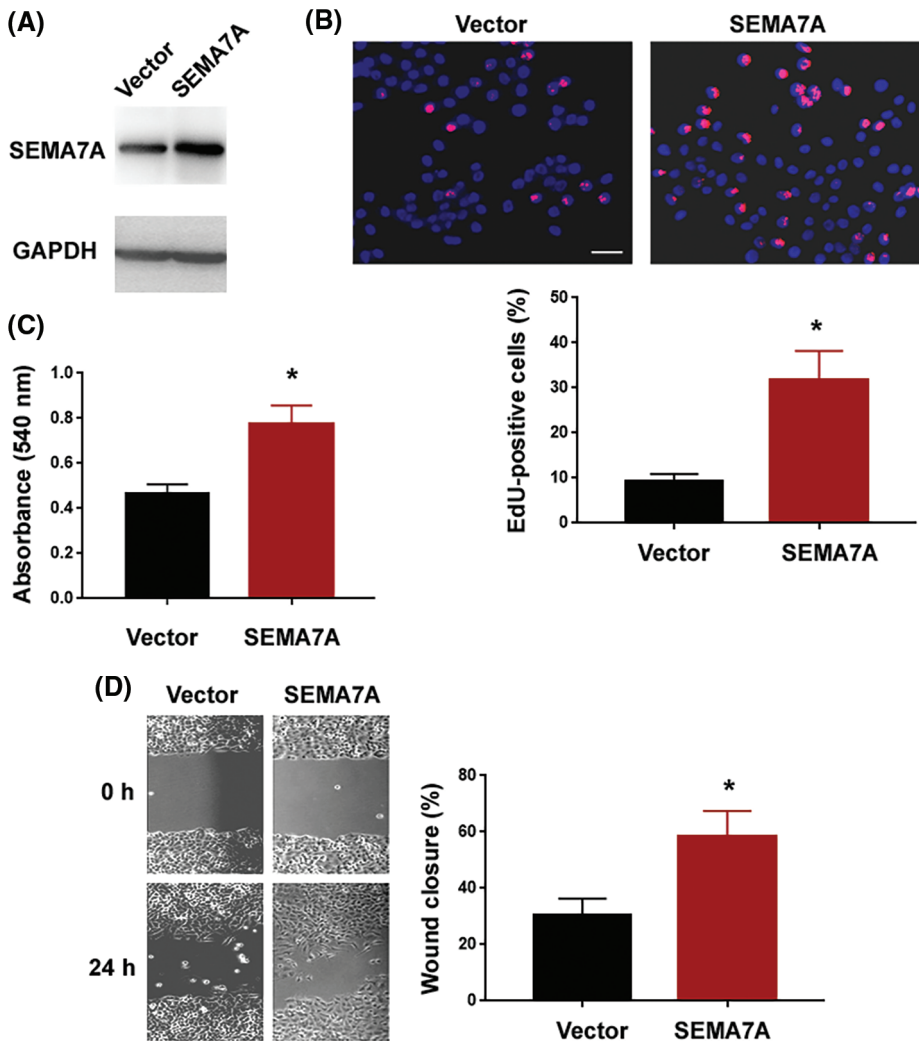 (A)
Vector SEMA7A
SEMA7A
GAPDH
(B)
Vector SEMA7A
EdU-positive cells (%)
50
40
30
20
10
0
*
Vector SEMA7A
(C)
Absorbance (540 nm)
1.0
0.8
0.6
0.4
0.2
0.0
*
Vector SEMA7A
(D)
Vector SEMA7A
0 h
24 h
Wound closure (%)
80
60
40
20
0
*
Vector SEMA7A